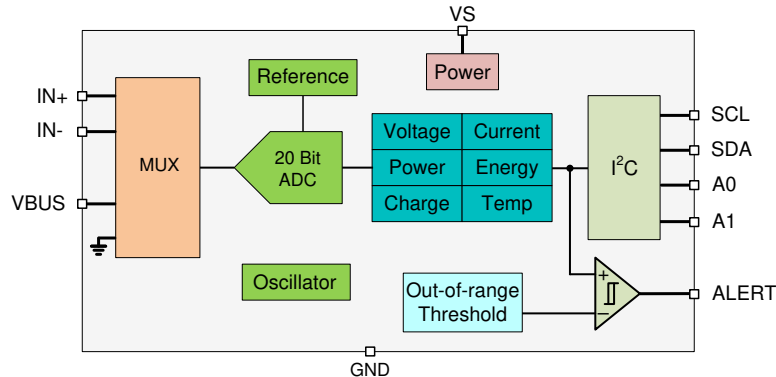 VS
Reference
Power
IN+
IN-
VBUS
MUX
20 Bit
ADC
Voltage
Current
Power
Energy
Charge
Temp
I²C
SCL
SDA
A0
A1
Oscillator
Out-of-range
Threshold
+
−
ALERT
GND